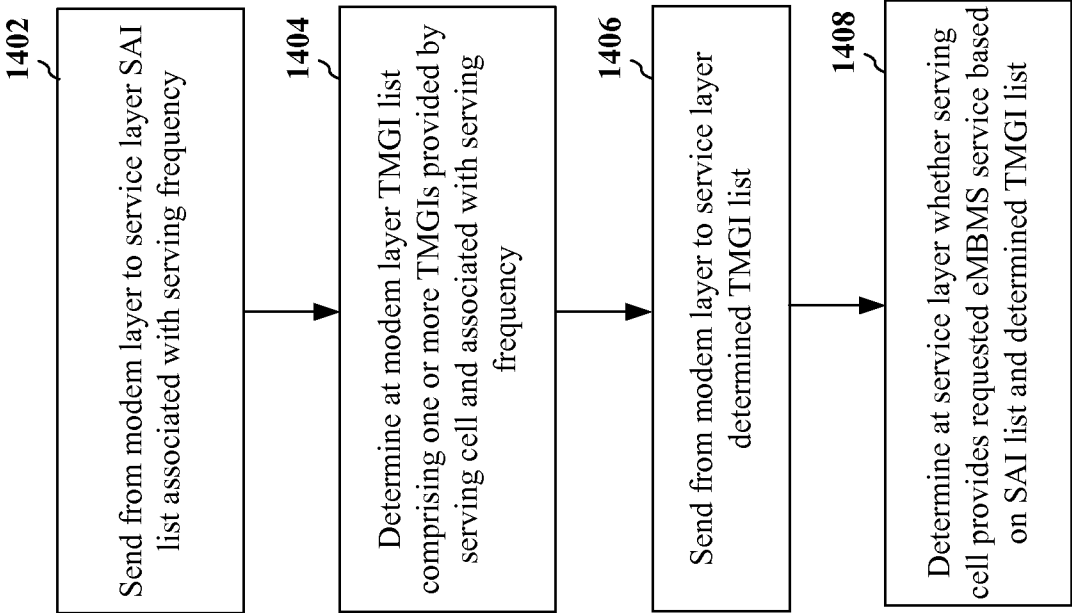 1402
Send from modem layer to service layer SAI
list associated with serving frequency
1404
Determine at modem layer TMGI list
comprising one or more TMGIs provided by
serving cell and associated with serving
frequency
1406
Send from modem layer to service layer
determined TMGI list
1408
Determine at service layer whether serving
cell provides requested eMBMS service based
on SAI list and determined TMGI list